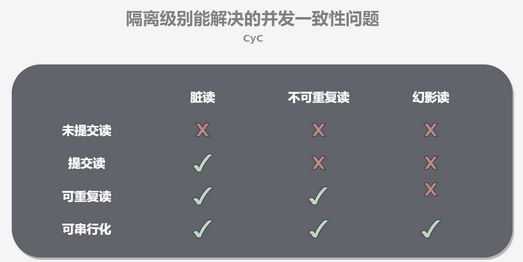 隔离级别能解决的并发一致性问题
CyC
脏读 不可重复读 幻影读
未提交读 X X X
提交读 ✓ X X
可重复读 ✓ ✓ X
可串行化 ✓ ✓ ✓